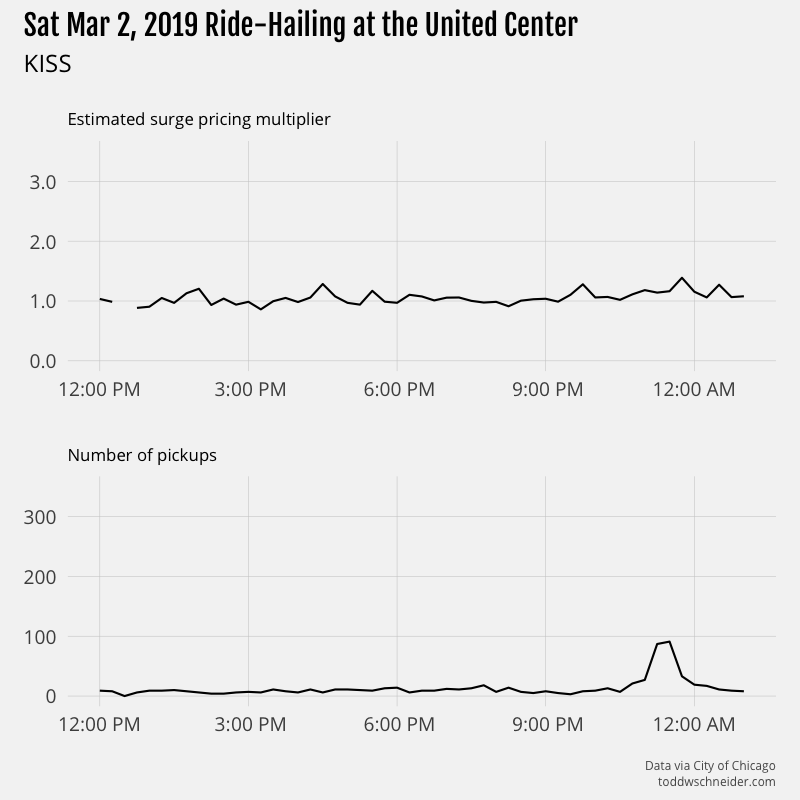 Sat Mar 2, 2019 Ride-Hailing at the United Center
KISS
Estimated surge pricing multiplier
3.0
2.0
1.0
0.0
12:00 PM 3:00 PM 6:00 PM 9:00 PM 12:00 AM
Number of pickups
300
200
100
0
12:00 PM 3:00 PM 6:00 PM 9:00 PM 12:00 AM
Data via City of Chicago
toddwschneider.com